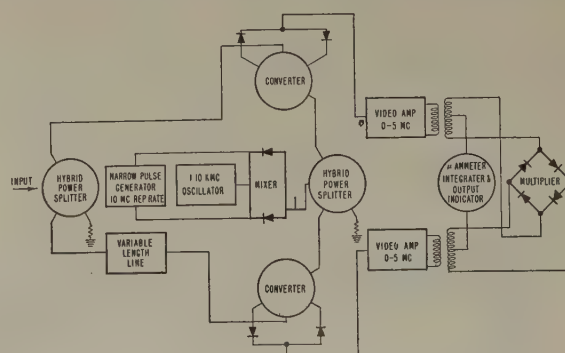 CONVERTER
VIDEO AMP
0-5 MC
INPUT
HYBRID
POWER
SPLITTER
NARROW PULSE
GENERATOR
10 MC REP RATE
1-10 KMC
OSCILLATOR
MIXER
HYBRID
POWER
SPLITTER
μ AMMETER
INTEGRATER &
OUTPUT
INDICATOR
MULTIPLIER
VARIABLE
LENGTH
LINE
VIDEO AMP
0-5 MC
CONVERTER